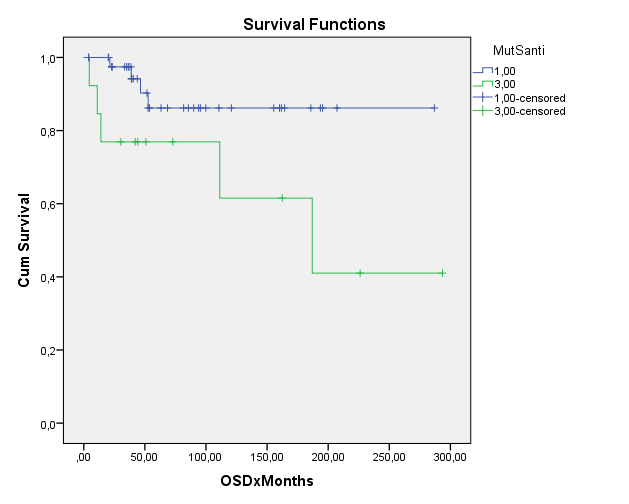 Survival Functions
MutSanti
1,00
3,00
1,00-censored
3,00-censored
Cum Survival
1,0
0,8
0,6
0,4
0,2
0,0
,00
50,00
100,00
150,00
200,00
250,00
300,00
OSDxMonths